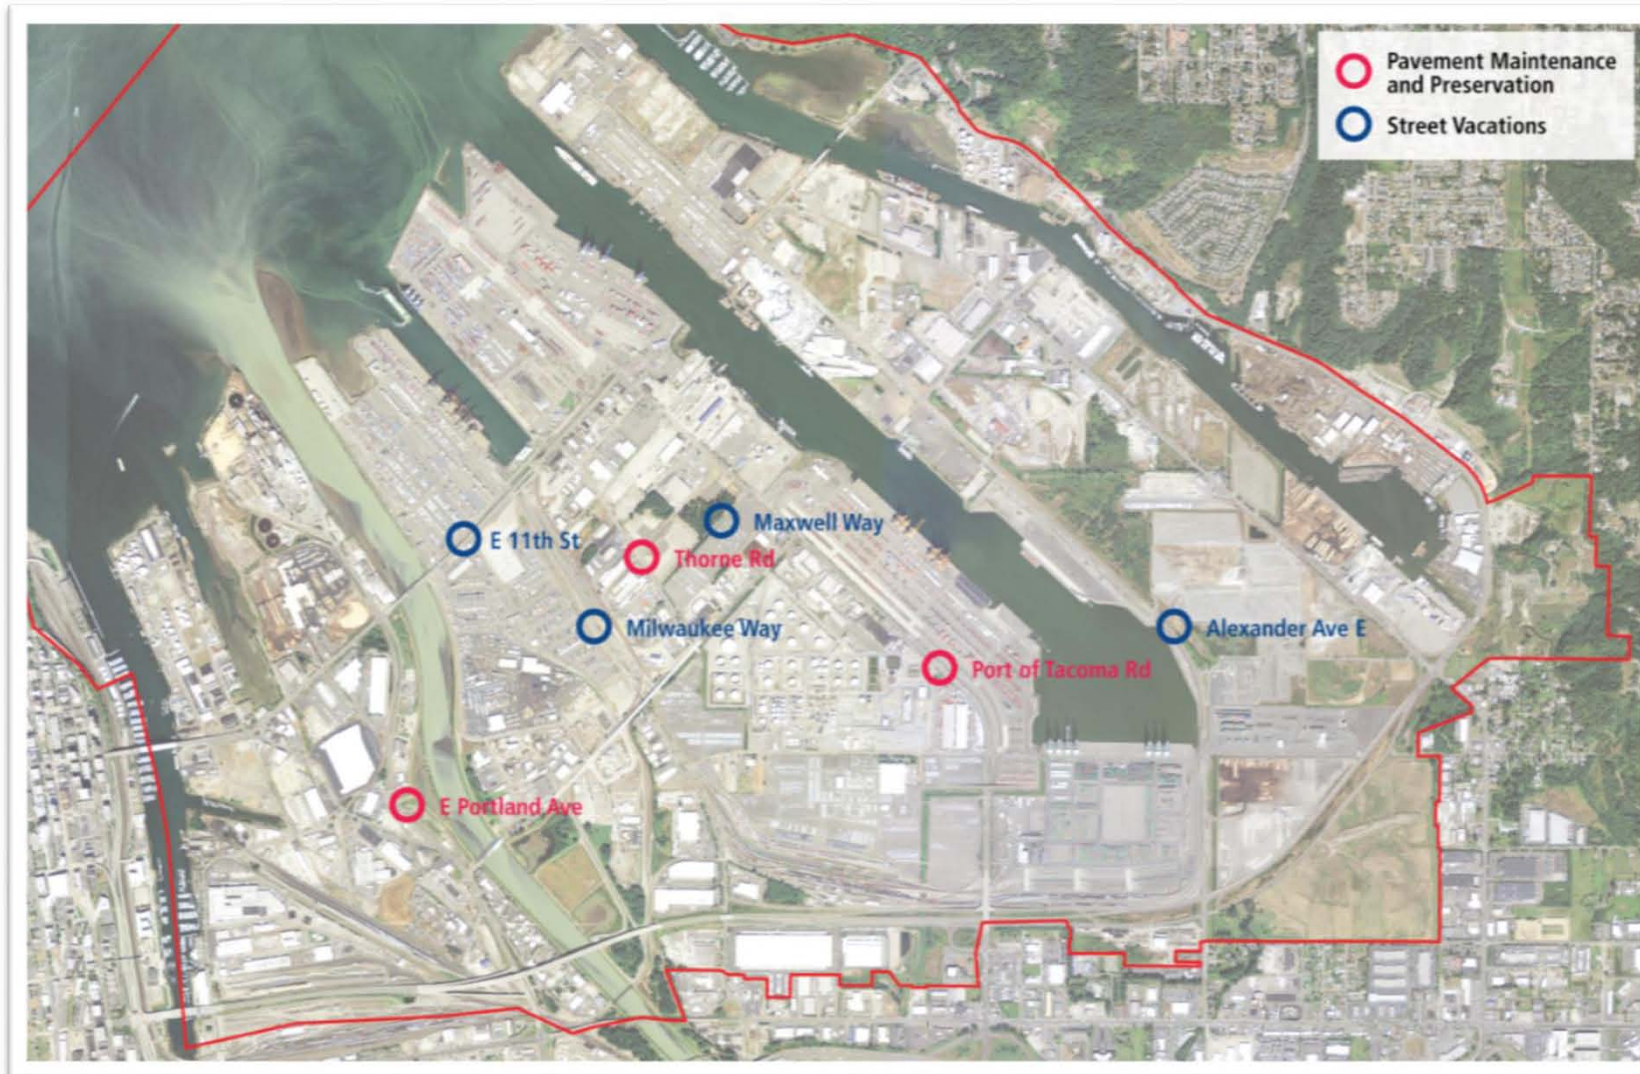 Pavement Maintenance
and Preservation
Street Vacations
Maxwell Way
E 11th St
Thorne Rd
Milwaukee Way
Alexander Ave E
Port of Tacoma Rd
E Portland Ave